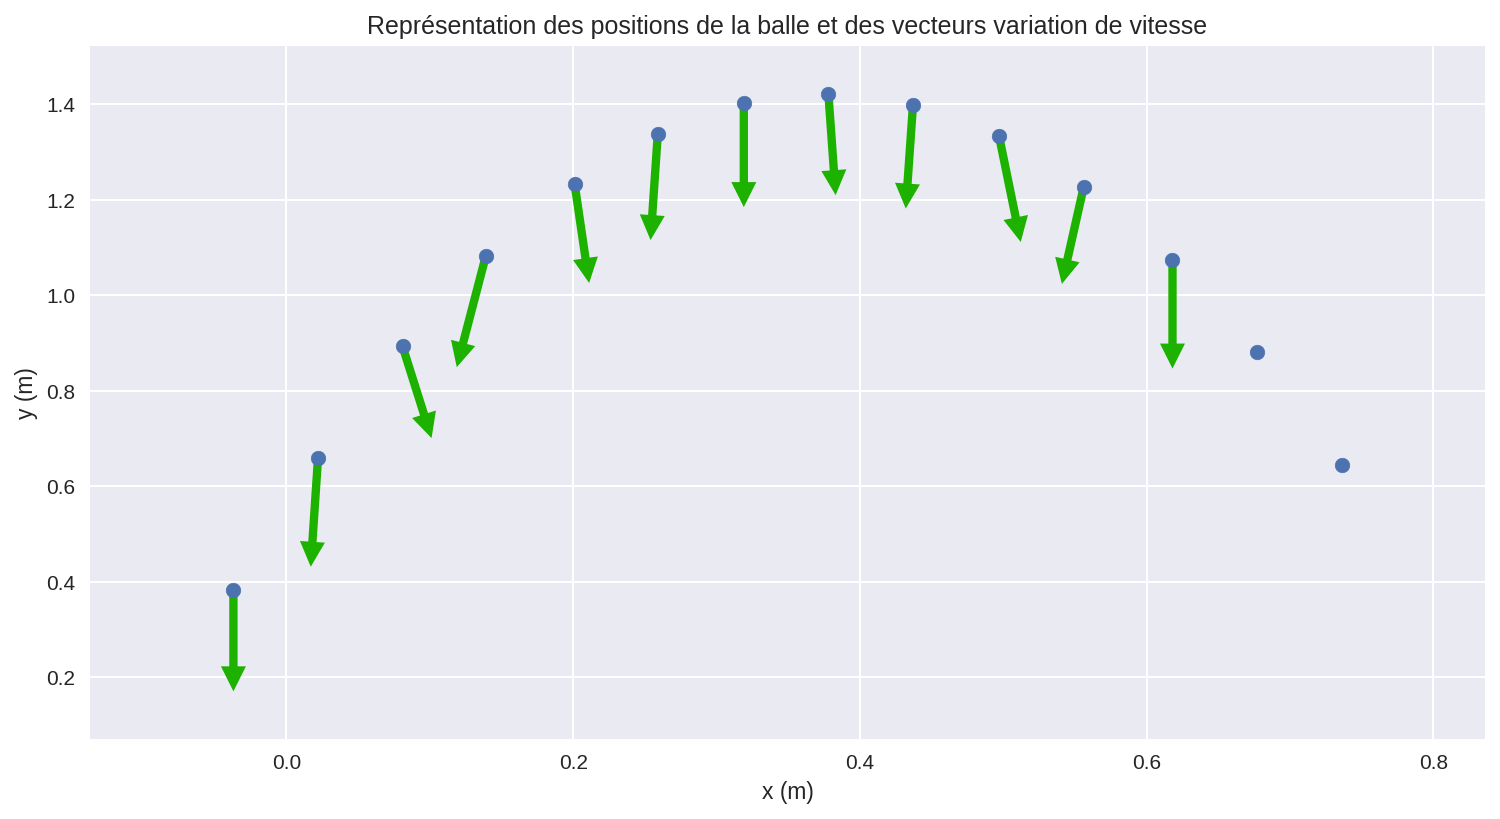 Représentation des positions de la balle et des vecteurs variation de vitesse
1.4
1.2
1.0
0.8
0.6
0.4
0.2
y (m)
0.0 0.2 0.4 0.6 0.8
x (m)